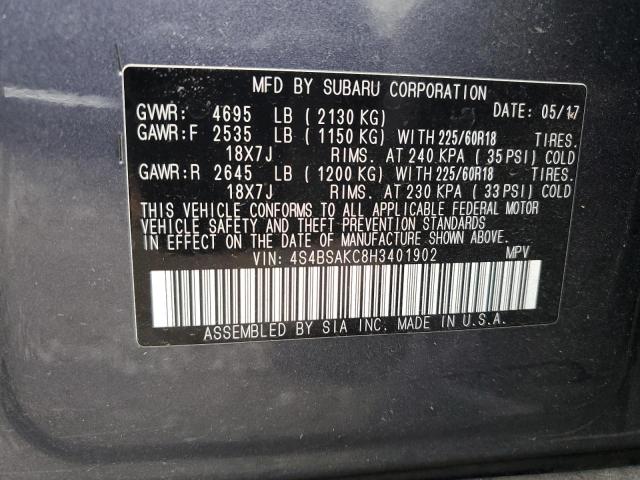 MFD BY SUBARU CORPORATION
GVWR: 4695 LB ( 2130 KG) DATE: 05/17
GAWR:F 2535 LB ( 1150 KG) WITH 225/60R18 TIRES.
18X7J RIMS. AT 240 KPA ( 35 PSI) COLD
GAWR:R 2645 LB ( 1200 KG) WITH 225/60R18 TIRES.
18X7J RIMS. AT 230 KPA ( 33 PSI) COLD
THIS VEHICLE CONFORMS TO ALL APPLICABLE FEDERAL MOTOR
VEHICLE SAFETY AND THEFT PREVENTION STANDARDS
IN EFFECT ON THE DATE OF MANUFACTURE SHOWN ABOVE.
VIN: 4S4BSAKC8H3401902 MPV
ASSEMBLED BY SIA INC. MADE IN U.S.A.